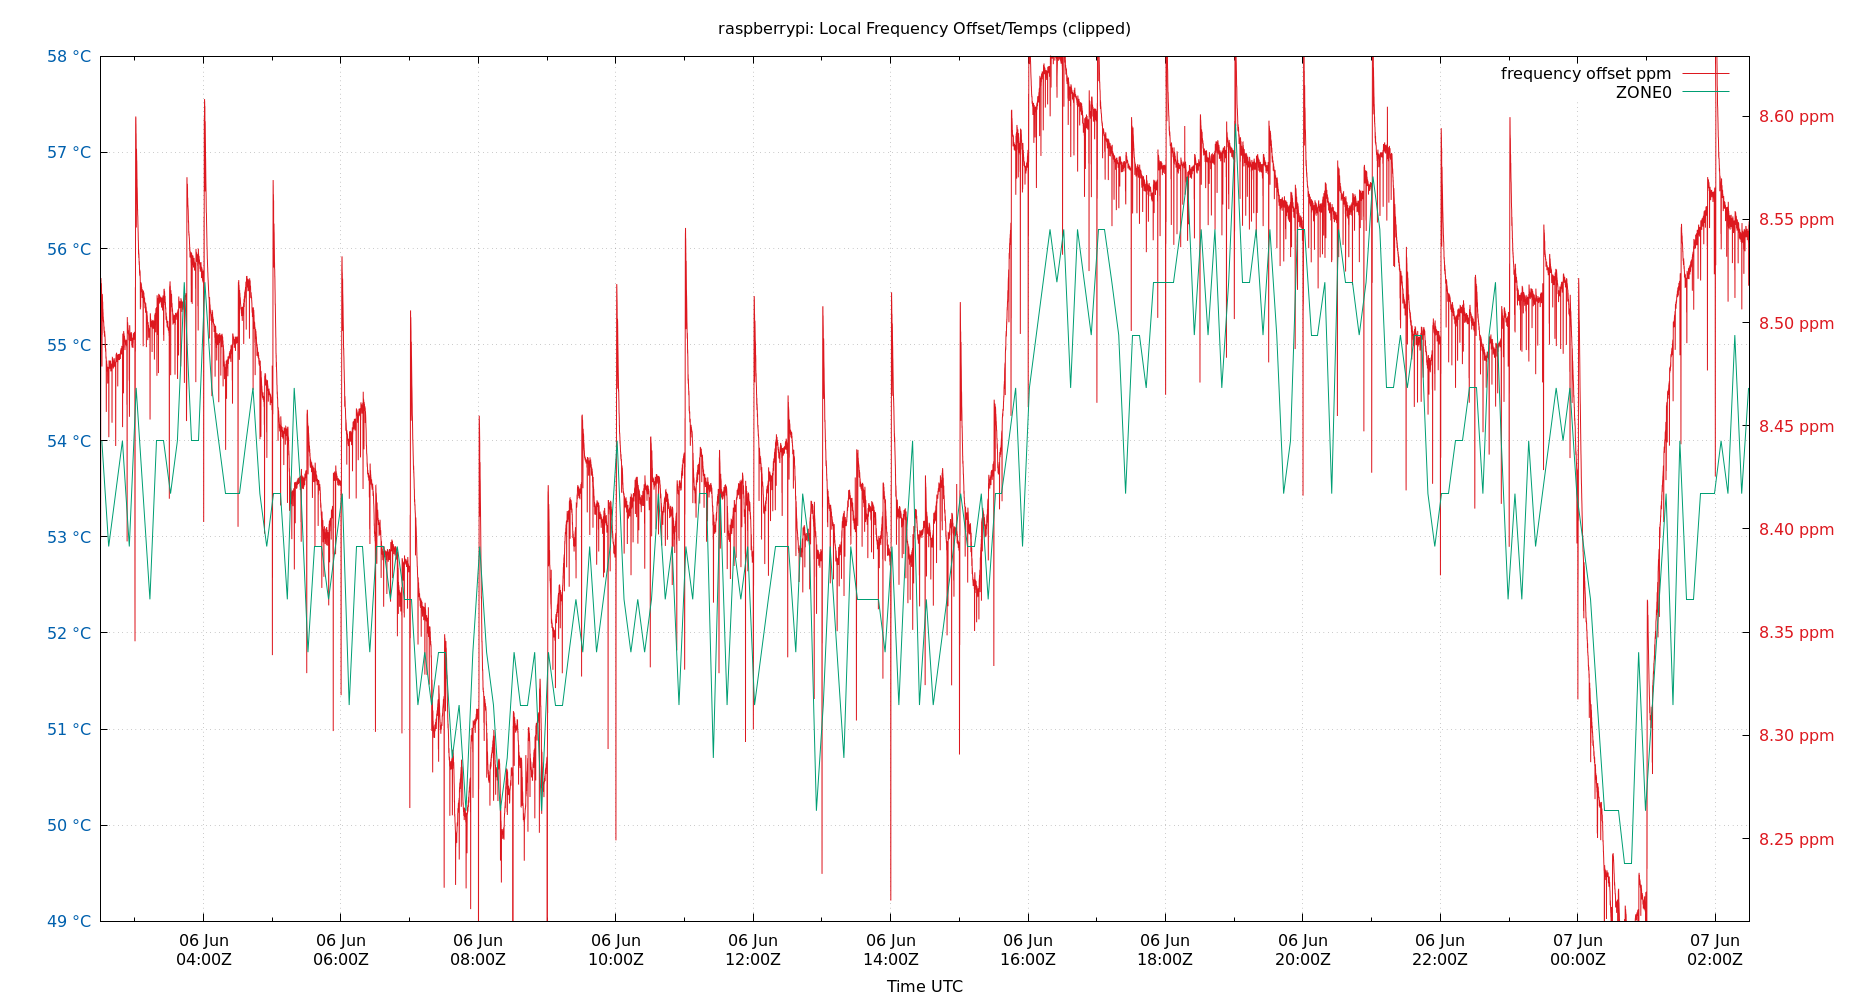 raspberrypi: Local Frequency Offset/Temps (clipped)
frequency offset ppm
ZONE0
58 °C
57 °C
56 °C
55 °C
54 °C
53 °C
52 °C
51 °C
50 °C
49 °C
8.60 ppm
8.55 ppm
8.50 ppm
8.45 ppm
8.40 ppm
8.35 ppm
8.30 ppm
8.25 ppm
06 Jun 06 Jun 06 Jun 06 Jun 06 Jun 06 Jun 06 Jun 06 Jun 06 Jun 06 Jun 07 Jun 07 Jun
04:00Z 06:00Z 08:00Z 10:00Z 12:00Z 14:00Z 16:00Z 18:00Z 20:00Z 22:00Z 00:00Z 02:00Z
Time UTC